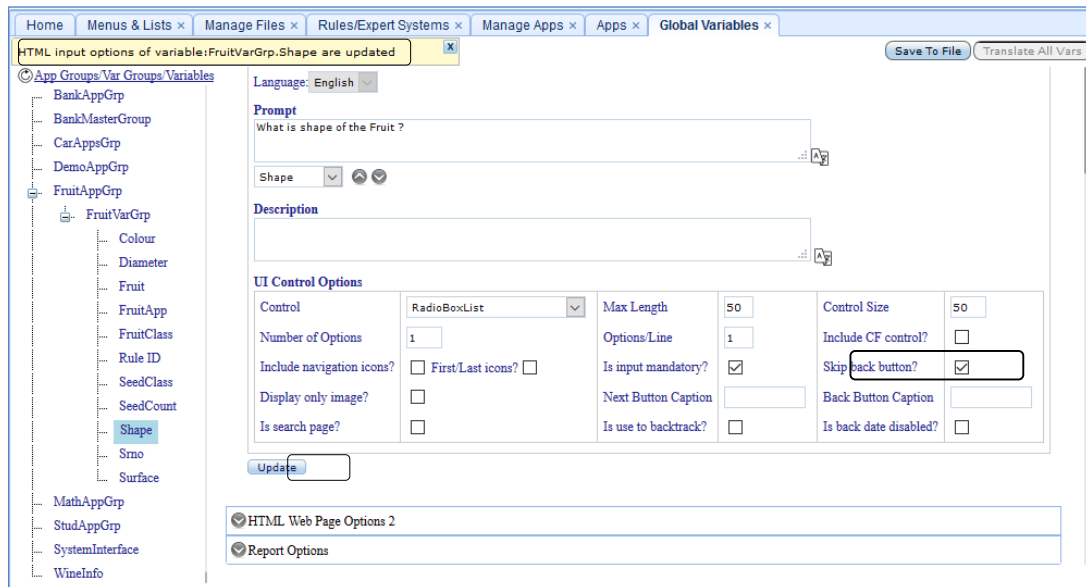 Home Menus & Lists × Manage Files × Rules/Expert Systems × Manage Apps × Apps × Global Variables ×
HTML input options of variable:FruitVarGrp.Shape are updated X
Save To File Translate All Vars
App Groups/Var Groups/Variables
BankAppGrp
BankMasterGroup
CarAppsGrp
DemoAppGrp
FruitAppGrp
FruitVarGrp
Colour
Diameter
Fruit
FruitApp
FruitClass
Rule ID
SeedClass
SeedCount
Shape
Srno
Surface
MathAppGrp
StudAppGrp
SystemInterface
WineInfo
Language: English
Prompt
What is shape of the Fruit ?
Shape
Description
UI Control Options
Control RadioBoxList Max Length 50 Control Size 50
Number of Options 1 Options/Line 1 Include CF control?
Include navigation icons? First/Last icons? Is input mandatory? Skip back button?
Display only image? Next Button Caption Back Button Caption
Is search page? Is use to backtrack? Is back date disabled?
Update
HTML Web Page Options 2
Report Options